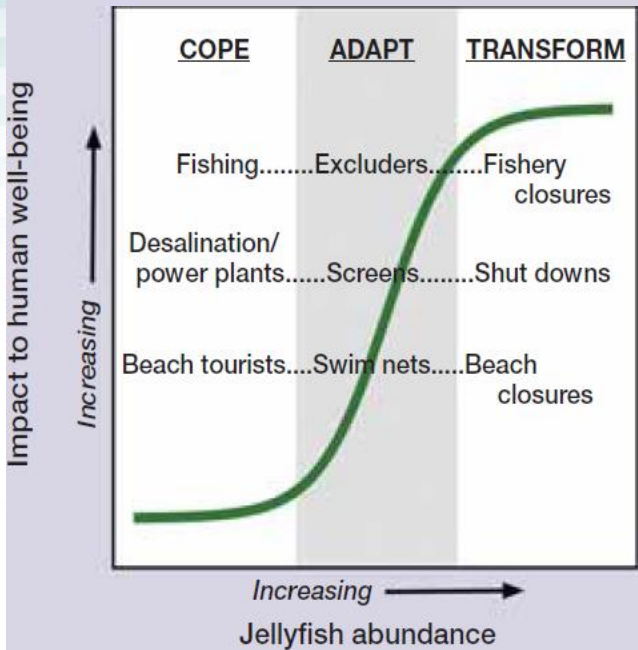 COPE ADAPT TRANSFORM
Fishing........Excluders........Fishery
closures
Desalination/
power plants......Screens........Shut downs
Beach tourists....Swim nets.....Beach
closures
Impact to human well-being
Increasing
Increasing
Jellyfish abundance